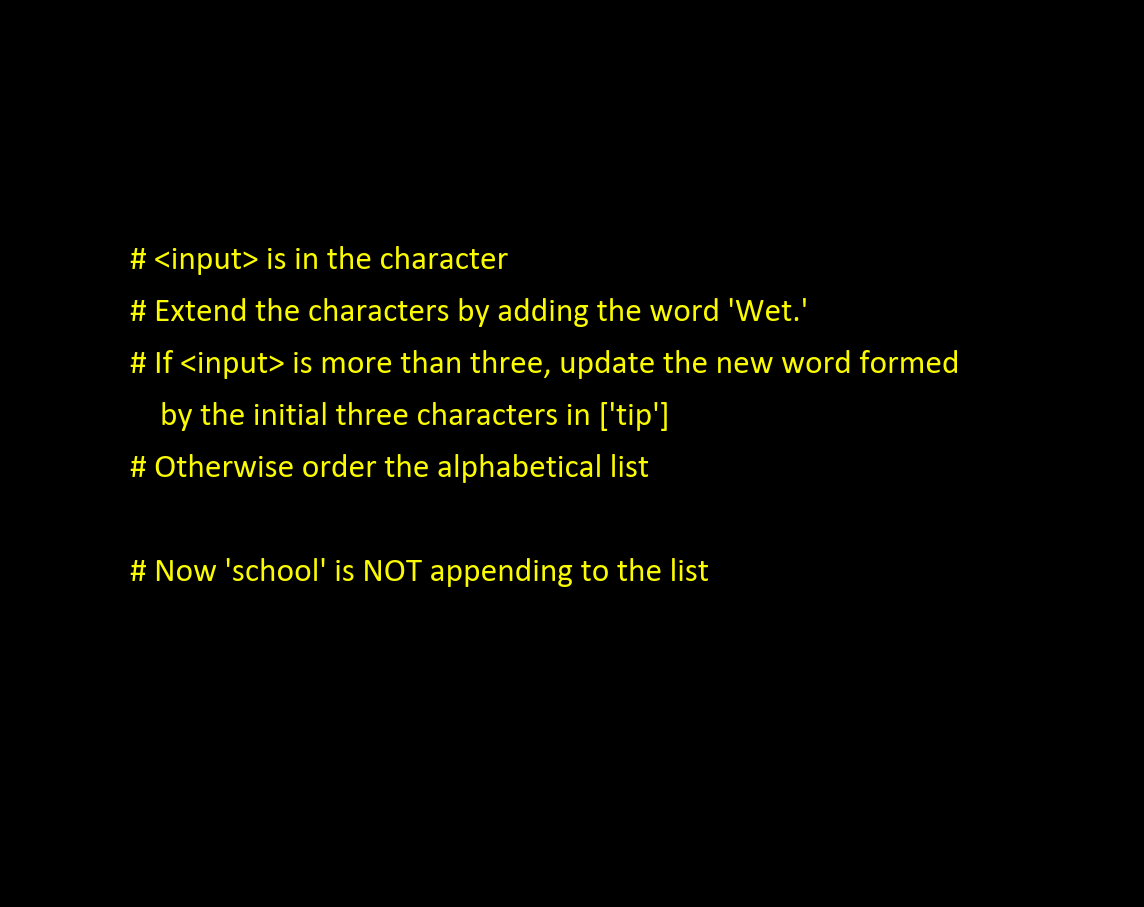 # <input> is in the character
# Extend the characters by adding the word 'Wet.'
# If <input> is more than three, update the new word formed
by the initial three characters in ['tip']
# Otherwise order the alphabetical list
# Now 'school' is NOT appending to the list